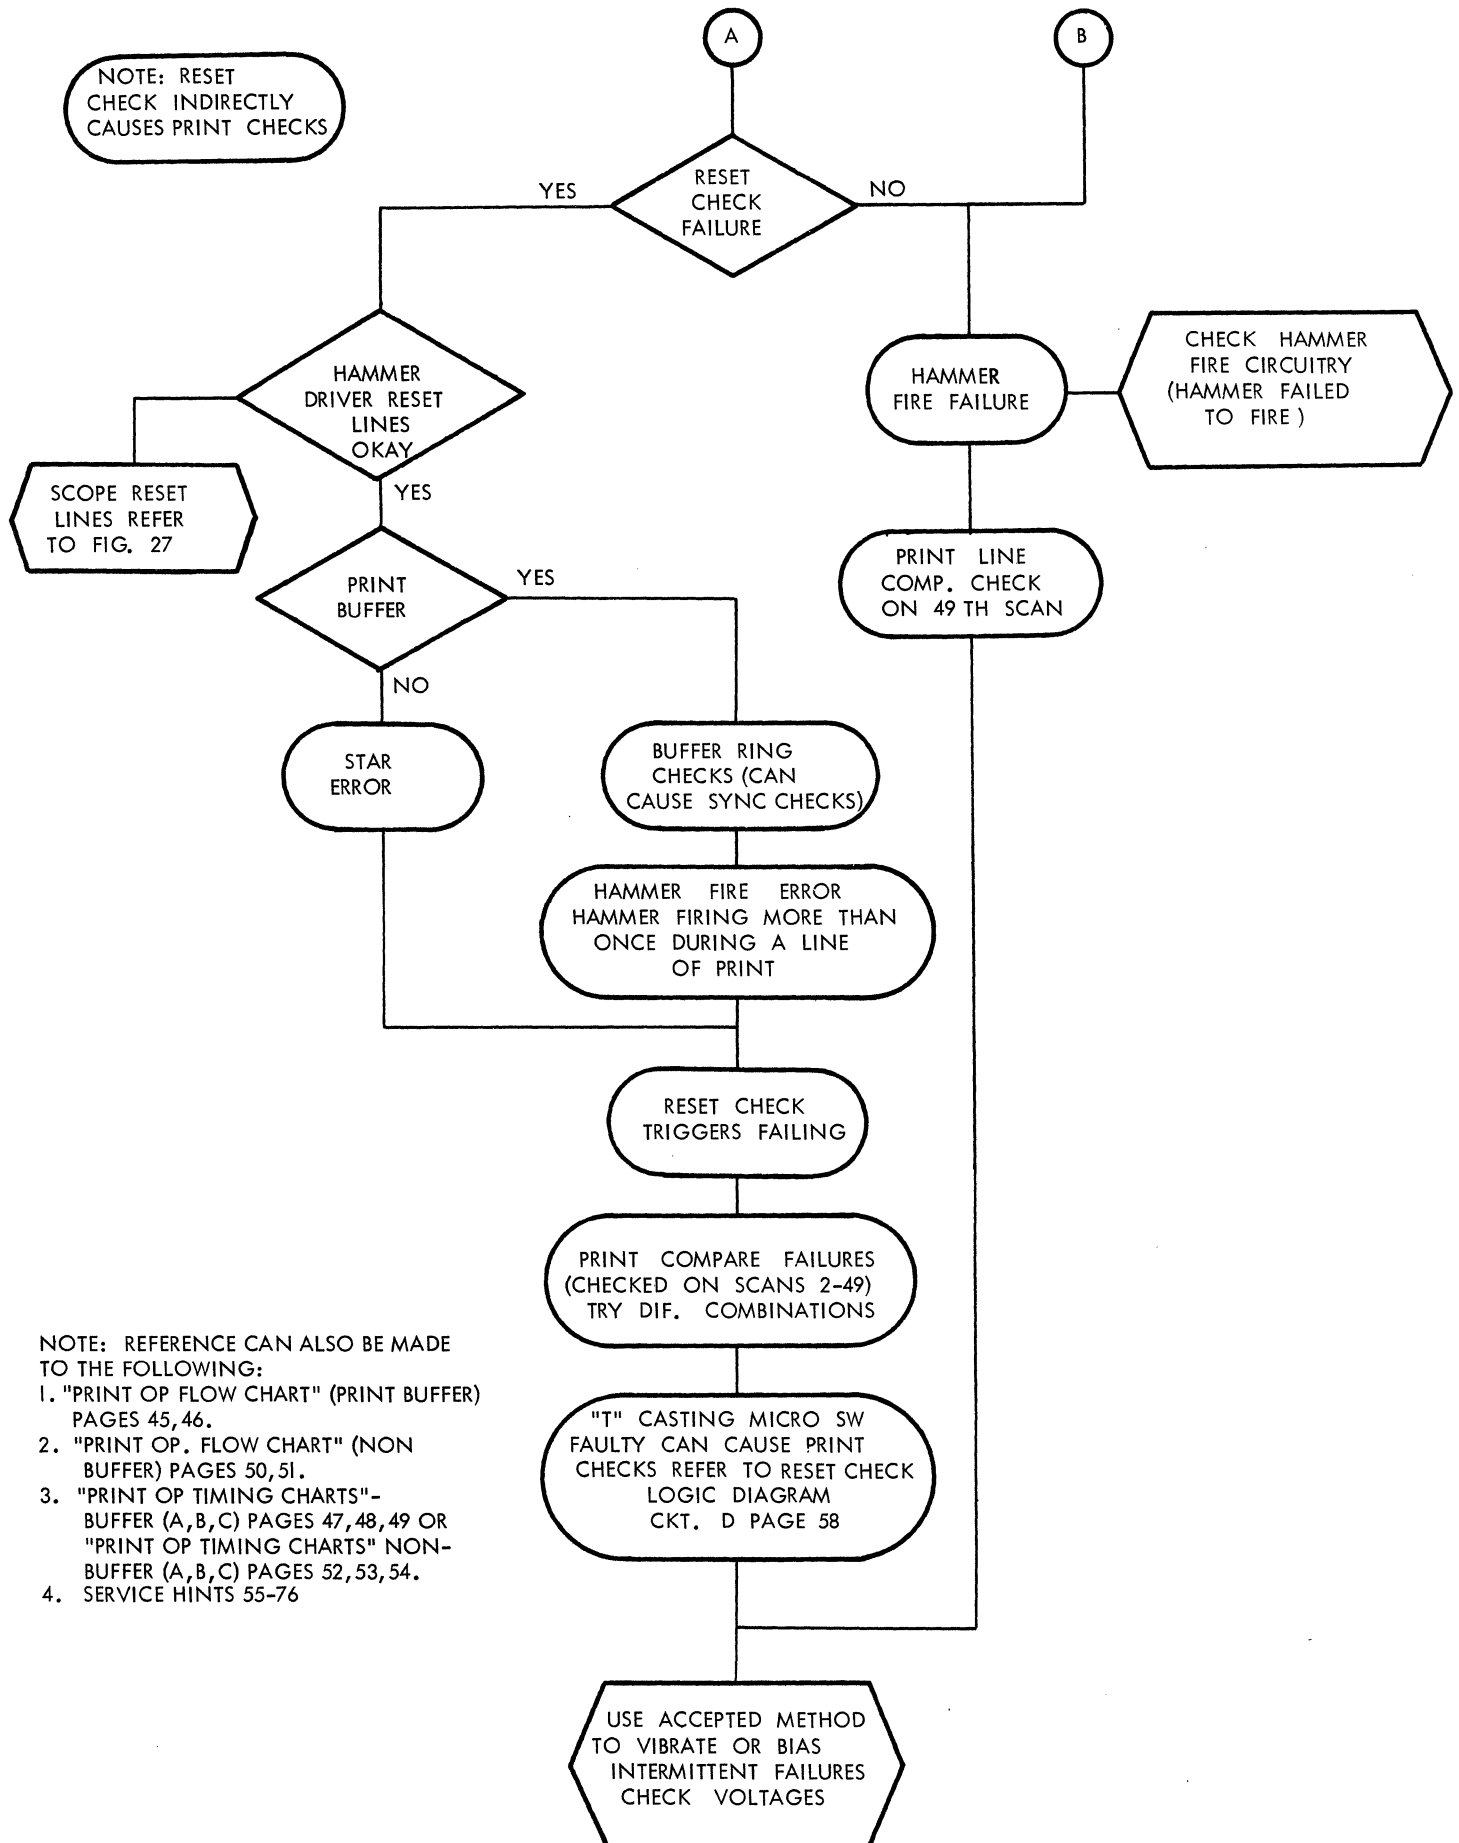 A
B
NOTE: RESET
CHECK INDIRECTLY
CAUSES PRINT CHECKS
RESET
CHECK
FAILURE
YES
NO
HAMMER
DRIVER RESET
LINES
OKAY
HAMMER
FIRE FAILURE
CHECK HAMMER
FIRE CIRCUITRY
(HAMMER FAILED
TO FIRE)
SCOPE RESET
LINES REFER
TO FIG. 27
YES
PRINT
BUFFER
YES
NO
PRINT LINE
COMP. CHECK
ON 49 TH SCAN
STAR
ERROR
BUFFER RING
CHECKS (CAN
CAUSE SYNC CHECKS)
HAMMER FIRE ERROR
HAMMER FIRING MORE THAN
ONCE DURING A LINE
OF PRINT
RESET CHECK
TRIGGERS FAILING
PRINT COMPARE FAILURES
(CHECKED ON SCANS 2-49)
TRY DIF. COMBINATIONS
"T" CASTING MICRO SW
FAULTY CAN CAUSE PRINT
CHECKS REFER TO RESET CHECK
LOGIC DIAGRAM
CKT. D PAGE 58
NOTE: REFERENCE CAN ALSO BE MADE
TO THE FOLLOWING:
1. "PRINT OP FLOW CHART" (PRINT BUFFER)
PAGES 45,46.
2. "PRINT OP. FLOW CHART" (NON
BUFFER) PAGES 50,51.
3. "PRINT OP TIMING CHARTS"-
BUFFER (A,B,C) PAGES 47,48,49 OR
"PRINT OP TIMING CHARTS" NON-
BUFFER (A,B,C) PAGES 52,53,54.
4. SERVICE HINTS 55-76
USE ACCEPTED METHOD
TO VIBRATE OR BIAS
INTERMITTENT FAILURES
CHECK VOLTAGES